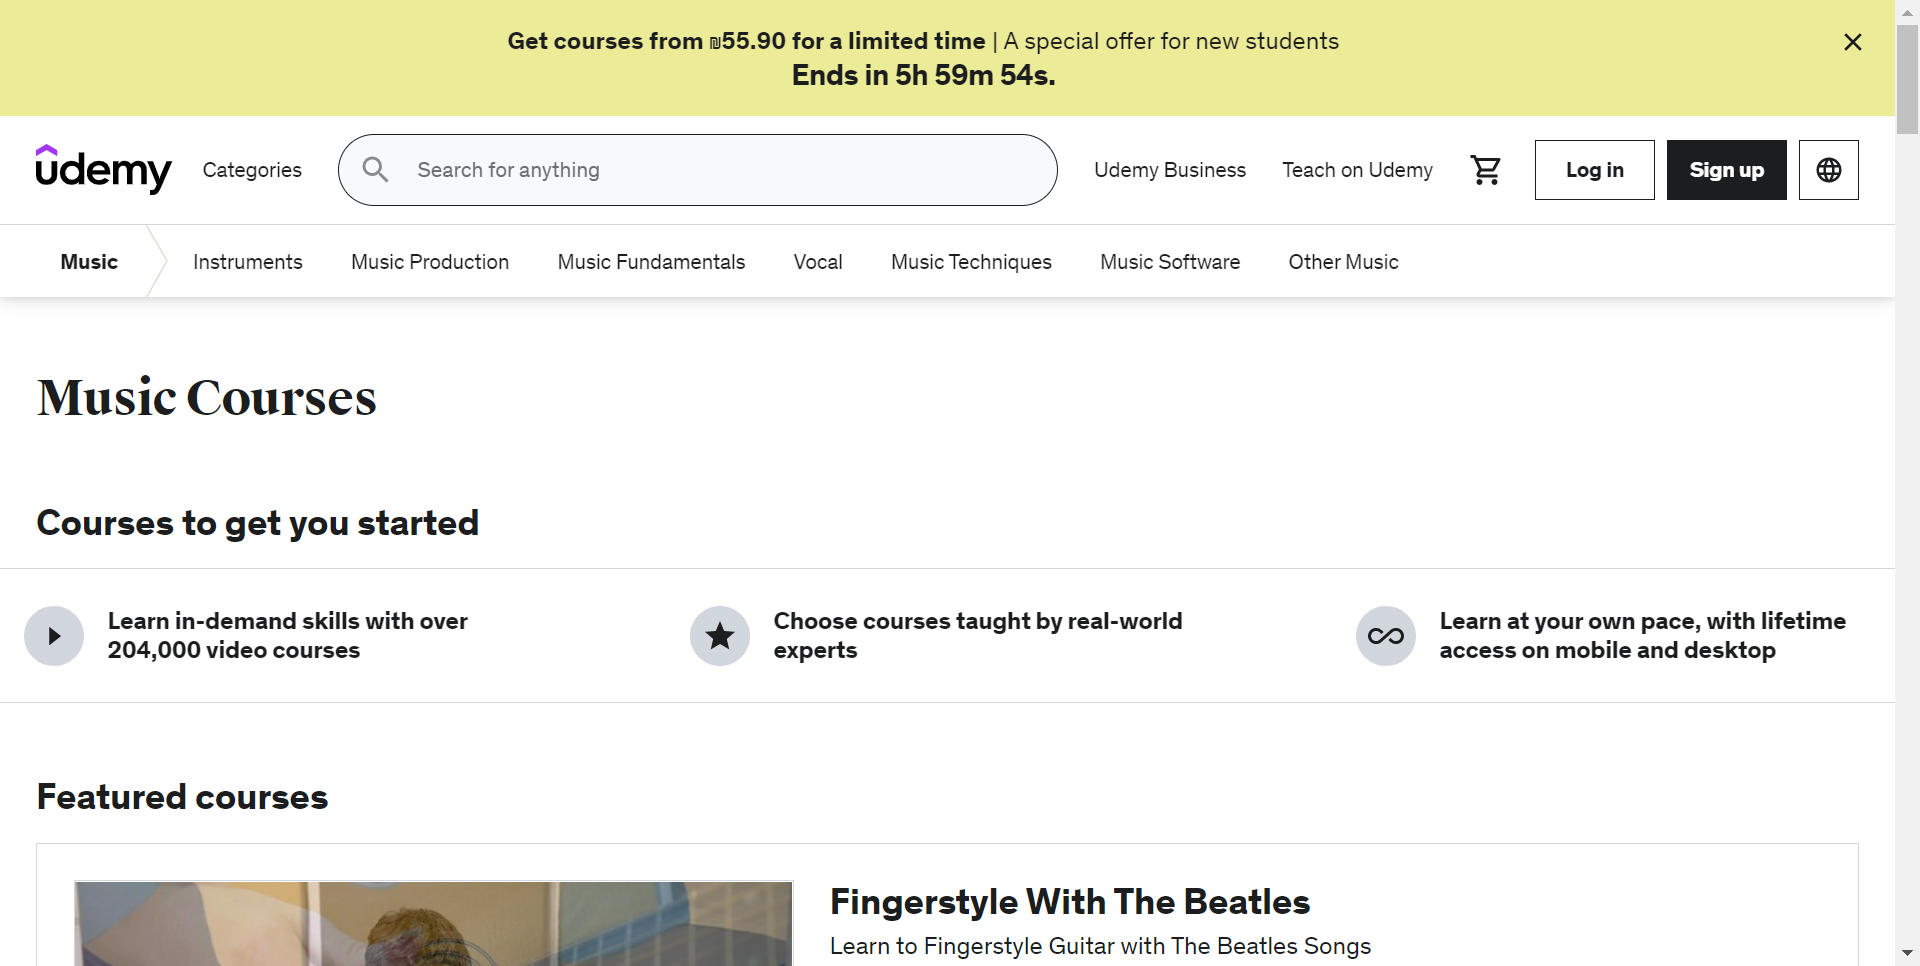 Get courses from ₪55.90 for a limited time | A special offer for new students
Ends in 5h 59m 54s.
udemy
Categories
Search for anything
Udemy Business
Teach on Udemy
Log in
Sign up
Music
Instruments
Music Production
Music Fundamentals
Vocal
Music Techniques
Music Software
Other Music
Music Courses
Courses to get you started
Learn in-demand skills with over
204,000 video courses
Choose courses taught by real-world
experts
Learn at your own pace, with lifetime
access on mobile and desktop
Featured courses
Fingerstyle With The Beatles
Learn to Fingerstyle Guitar with The Beatles Songs